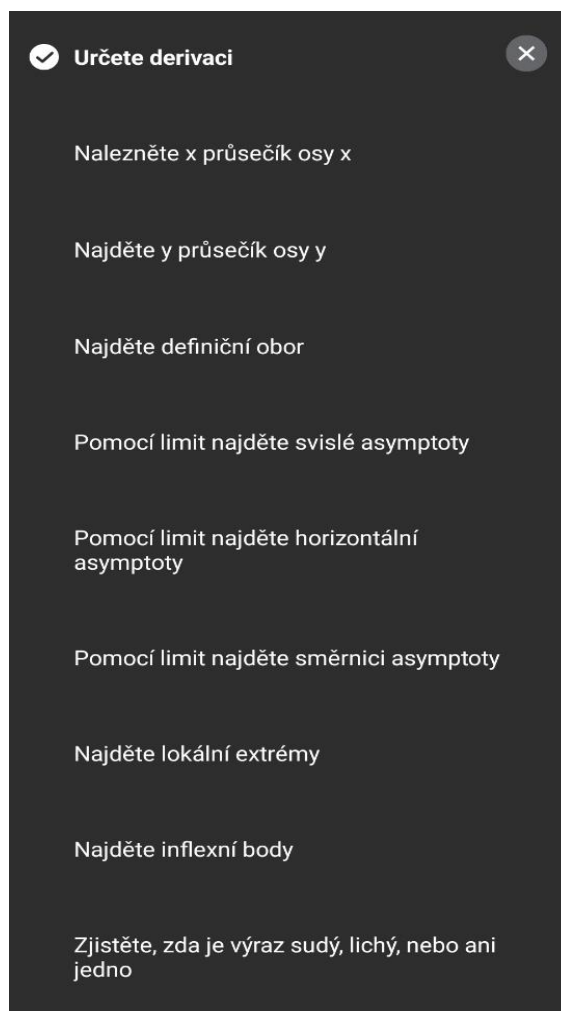 Určete derivaci
Nalezněte x průsečík osy x
Najděte y průsečík osy y
Najděte definiční obor
Pomocí limit najděte svislé asymptoty
Pomocí limit najděte horizontální
asymptoty
Pomocí limit najděte směrnici asymptoty
Najděte lokální extrémy
Najděte inflexní body
Zjistěte, zda je výraz sudý, lichý, nebo ani
jedno